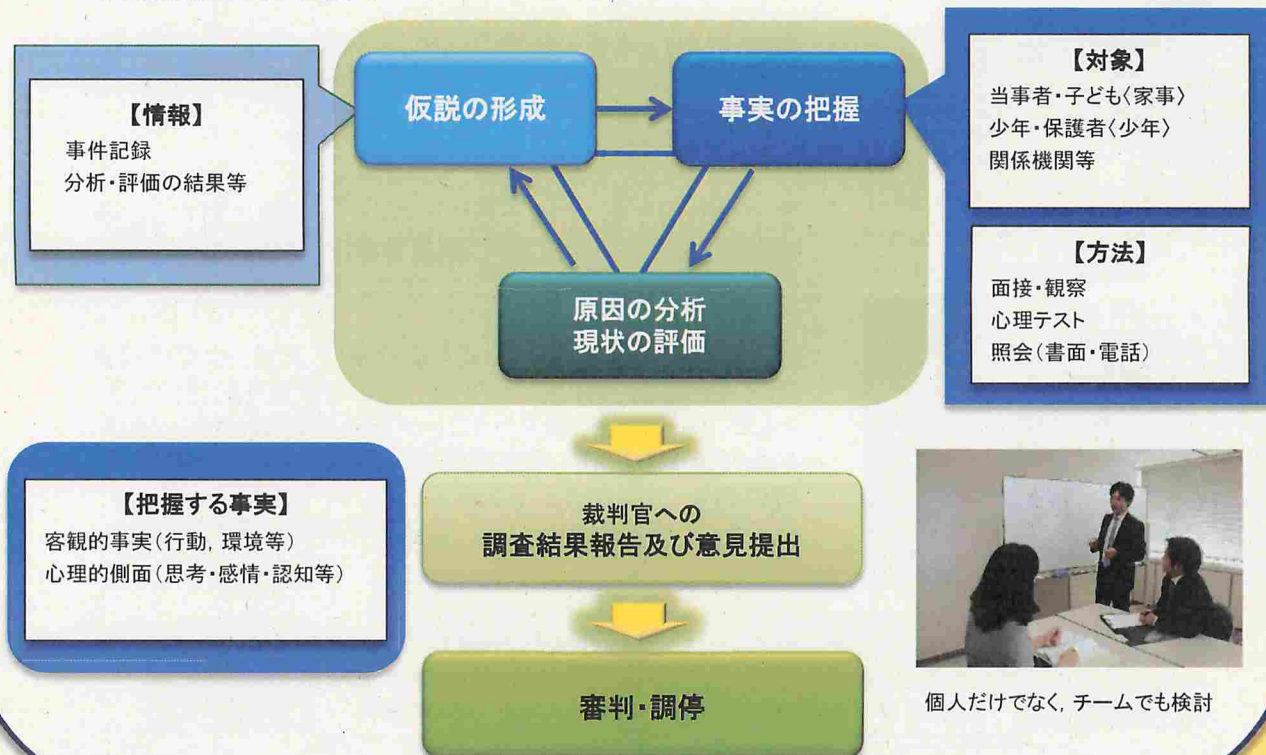 【情報】
事件記録
分析・評価の結果等
仮説の形成
事実の把握
原因の分析
現状の評価
【対象】
当事者・子ども〈家事〉
少年・保護者〈少年〉
関係機関等
【方法】
面接・観察
心理テスト
照会(書面・電話)
【把握する事実】
客観的事実(行動, 環境等)
心理的側面(思考・感情・認知等)
裁判官への
調査結果報告及び意見提出
審判・調停
個人だけでなく, チームでも検討